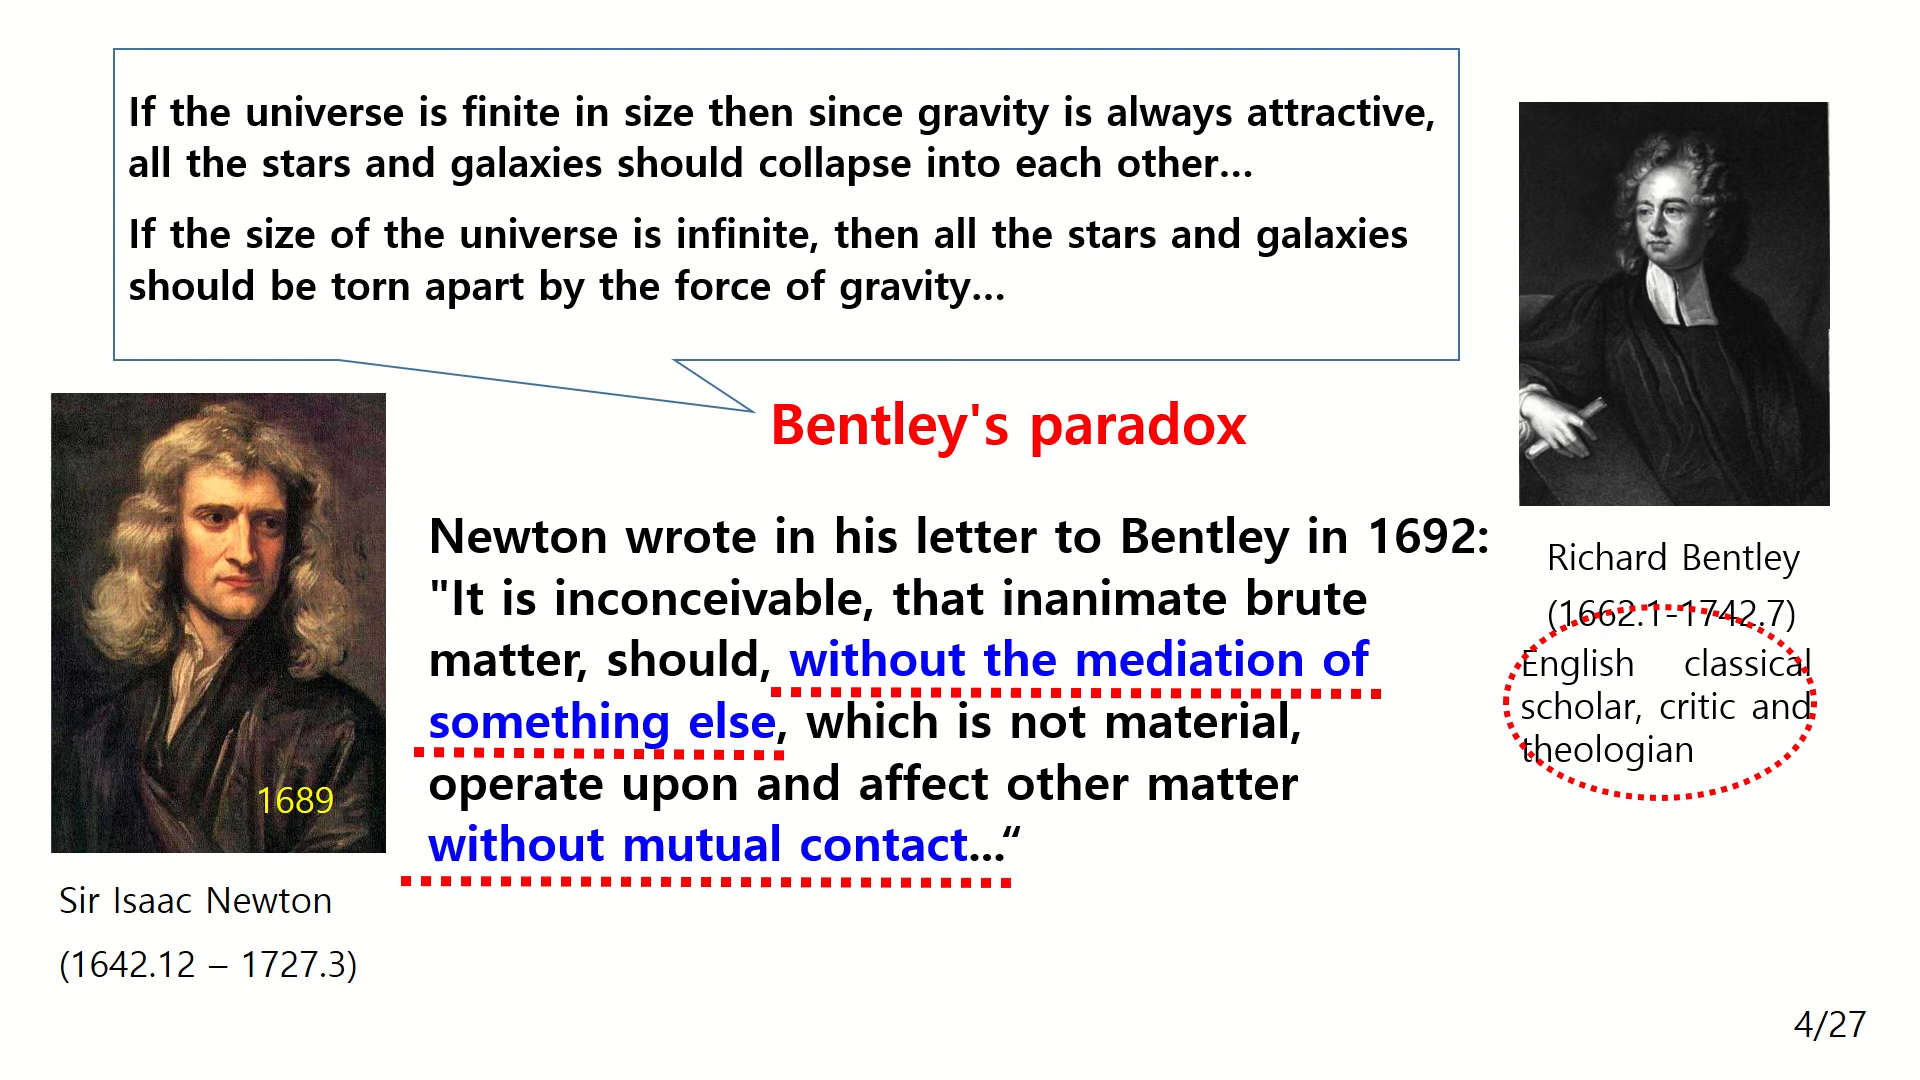 If the universe is finite in size then since gravity is always attractive,
all the stars and galaxies should collapse into each other...
If the size of the universe is infinite, then all the stars and galaxies
should be torn apart by the force of gravity...
Bentley's paradox
Newton wrote in his letter to Bentley in 1692:
"It is inconceivable, that inanimate brute
matter, should, without the mediation of
something else, which is not material,
operate upon and affect other matter
without mutual contact...“
1689
Sir Isaac Newton
(1642.12 – 1727.3)
Richard Bentley
(1662.1-1742.7)
English classical
scholar, critic and
theologian
4/27